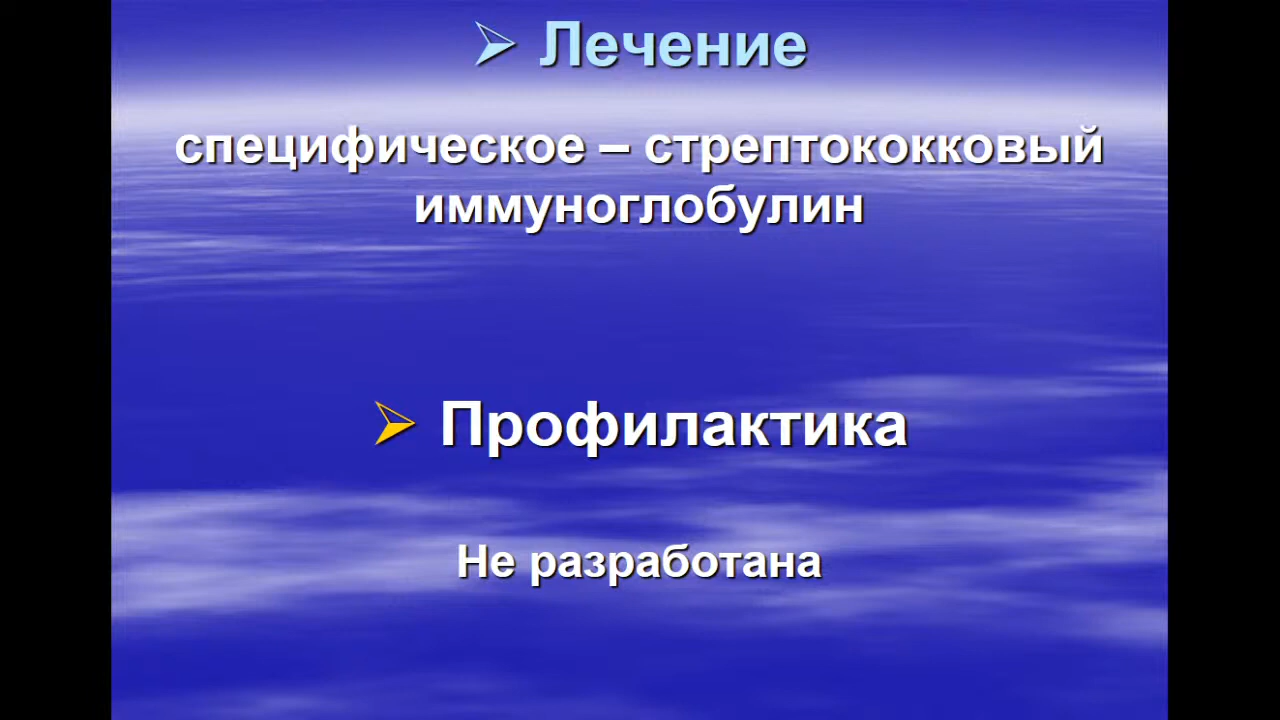 Лечение
специфическое – стрептококковый
иммуноглобулин
Профилактика
Не разработана